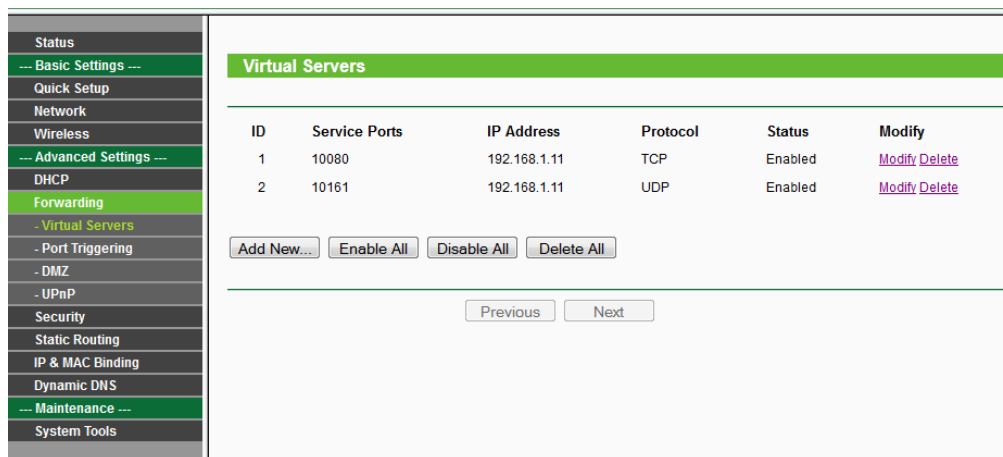 Status
--- Basic Settings ---
Quick Setup
Network
Wireless
--- Advanced Settings ---
DHCP
Forwarding
- Virtual Servers
- Port Triggering
- DMZ
- UPnP
Security
Static Routing
IP & MAC Binding
Dynamic DNS
--- Maintenance ---
System Tools
Virtual Servers
ID Service Ports IP Address Protocol Status Modify
1 10080 192.168.1.11 TCP Enabled Modify Delete
2 10161 192.168.1.11 UDP Enabled Modify Delete
Add New... Enable All Disable All Delete All
Previous Next